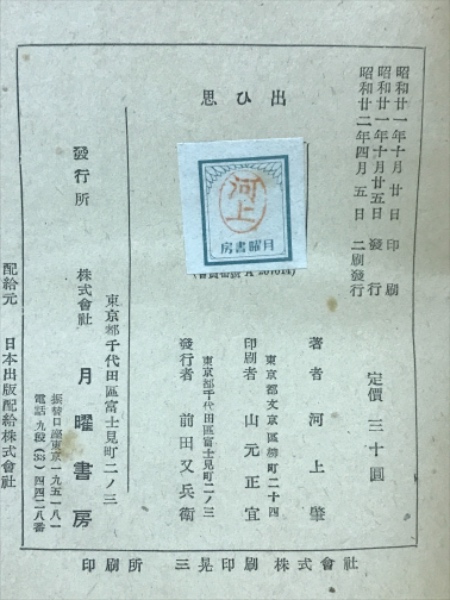 昭和廿一年十月廿日 印刷
昭和廿一年十月廿五日 發行
昭和廿二年四月五日 二刷發行
思ひ出
定價 三十圓
河上
月曜書房
著者 河上肇
東京都文京區柳町二十四
印刷者 山元正宜
東京都千代田區富士見町二ノ三
發行者 前田又兵衛
發行所
東京都千代田區富士見町二ノ三
株式會社 月曜書房
振替口座東京一九五一八一
電話九段(33)四四二八番
配給元 日本出版配給株式會社
印刷所 三晃印刷株式會社